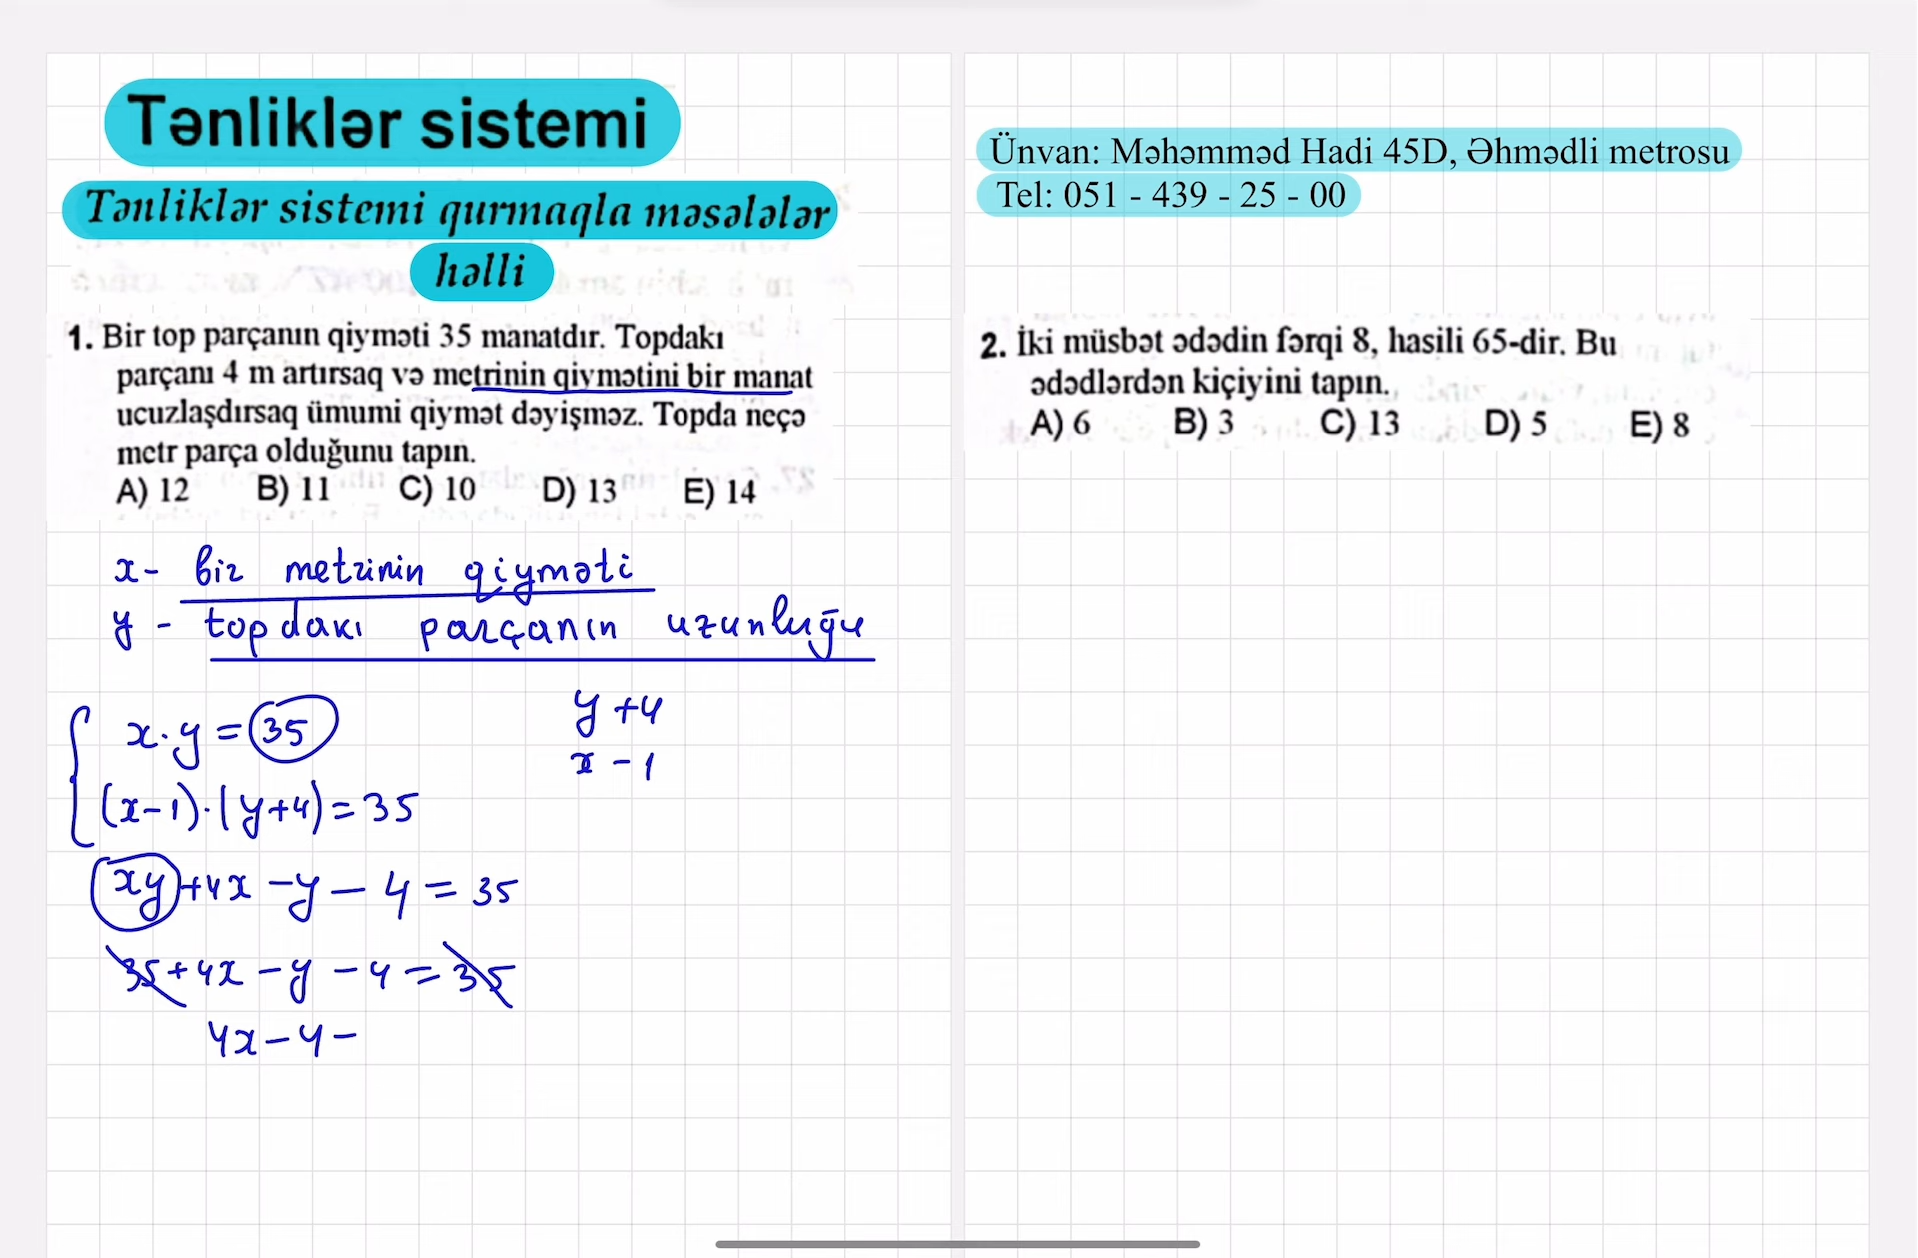 Tənliklər sistemi
Tənliklər sistemi qurmaqla məsələlər
həlli
1. Bir top parçanın qiyməti 35 manatdır. Topdakı
parçanı 4 m artırsaq və metrinin qiymətini bir manat
ucuzlaşdırsaq ümumi qiymət dəyişməz. Topda neçə
metr parça olduğunu tapın.
A) 12 B) 11 C) 10 D) 13 E) 14
x - bir metrinin qiyməti
y - topdakı parçanın uzunluğu
x · y = 35
(x-1)·(y+4)=35
y+4
x-1
xy+4x-y-4=35
35+4x-y-4=35
4x-4=
Ünvan: Məhəmməd Hadi 45D, Əhmədli metrosu
Tel: 051 - 439 - 25 - 00
2. İki müsbət ədədin fərqi 8, hasili 65-dir. Bu
ədədlərdən kiçiyini tapın.
A) 6 B) 3 C) 13 D) 5 E) 8